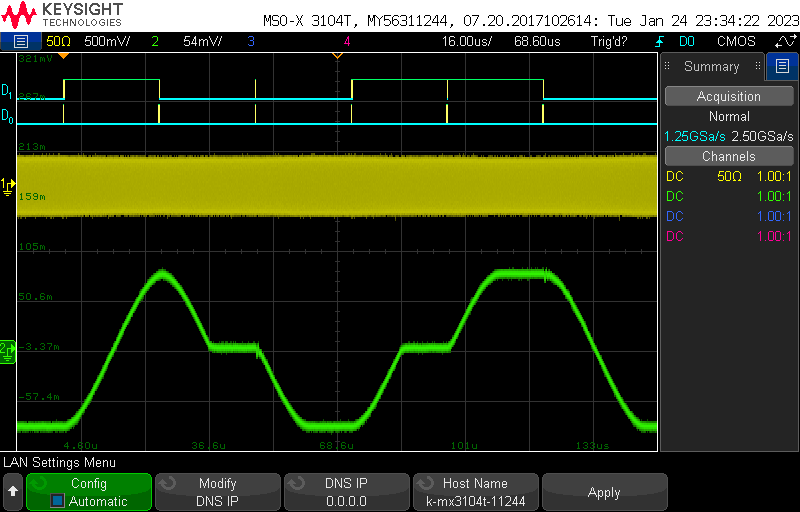 KEYSIGHT
TECHNOLOGIES
MSO-X 3104T, MY56311244, 07.20.2017102614: Tue Jan 24 23:34:22 2023
50Ω 500mV/ 2 54mV/ 3 4 16.00us/ 68.60us Trig'd? D0 CMOS
321mV
D1
267m
D0
213m
1
159m
105m
50.6m
2
-3.37m
-57.4m
4.60u 36.6u 68.6u 101u 133us
Summary
Acquisition
Normal
1.25GSa/s 2.50GSa/s
Channels
DC 50Ω 1.00:1
DC 1.00:1
DC 1.00:1
DC 1.00:1
LAN Settings Menu
Config
Automatic
Modify
DNS IP
DNS IP
0.0.0.0
Host Name
k-mx3104t-11244
Apply